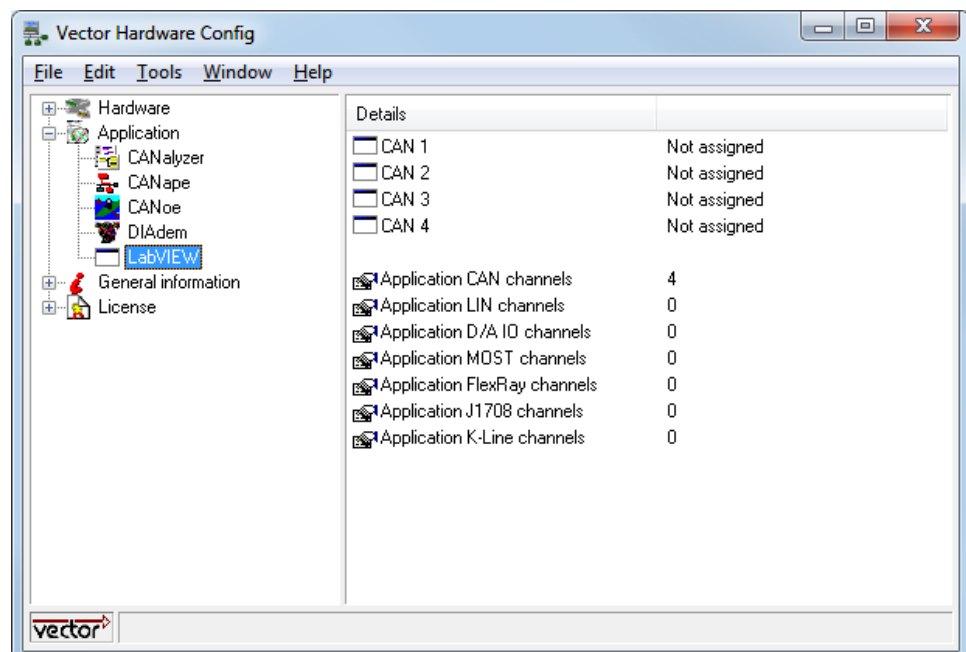 Vector Hardware Config
File Edit Tools Window Help
Hardware
Application
CANalyzer
CANape
CANoe
DIAdem
LabVIEW
General information
License
Details
CAN 1 Not assigned
CAN 2 Not assigned
CAN 3 Not assigned
CAN 4 Not assigned
Application CAN channels 4
Application LIN channels 0
Application D/A IO channels 0
Application MOST channels 0
Application FlexRay channels 0
Application J1708 channels 0
Application K-Line channels 0
vector